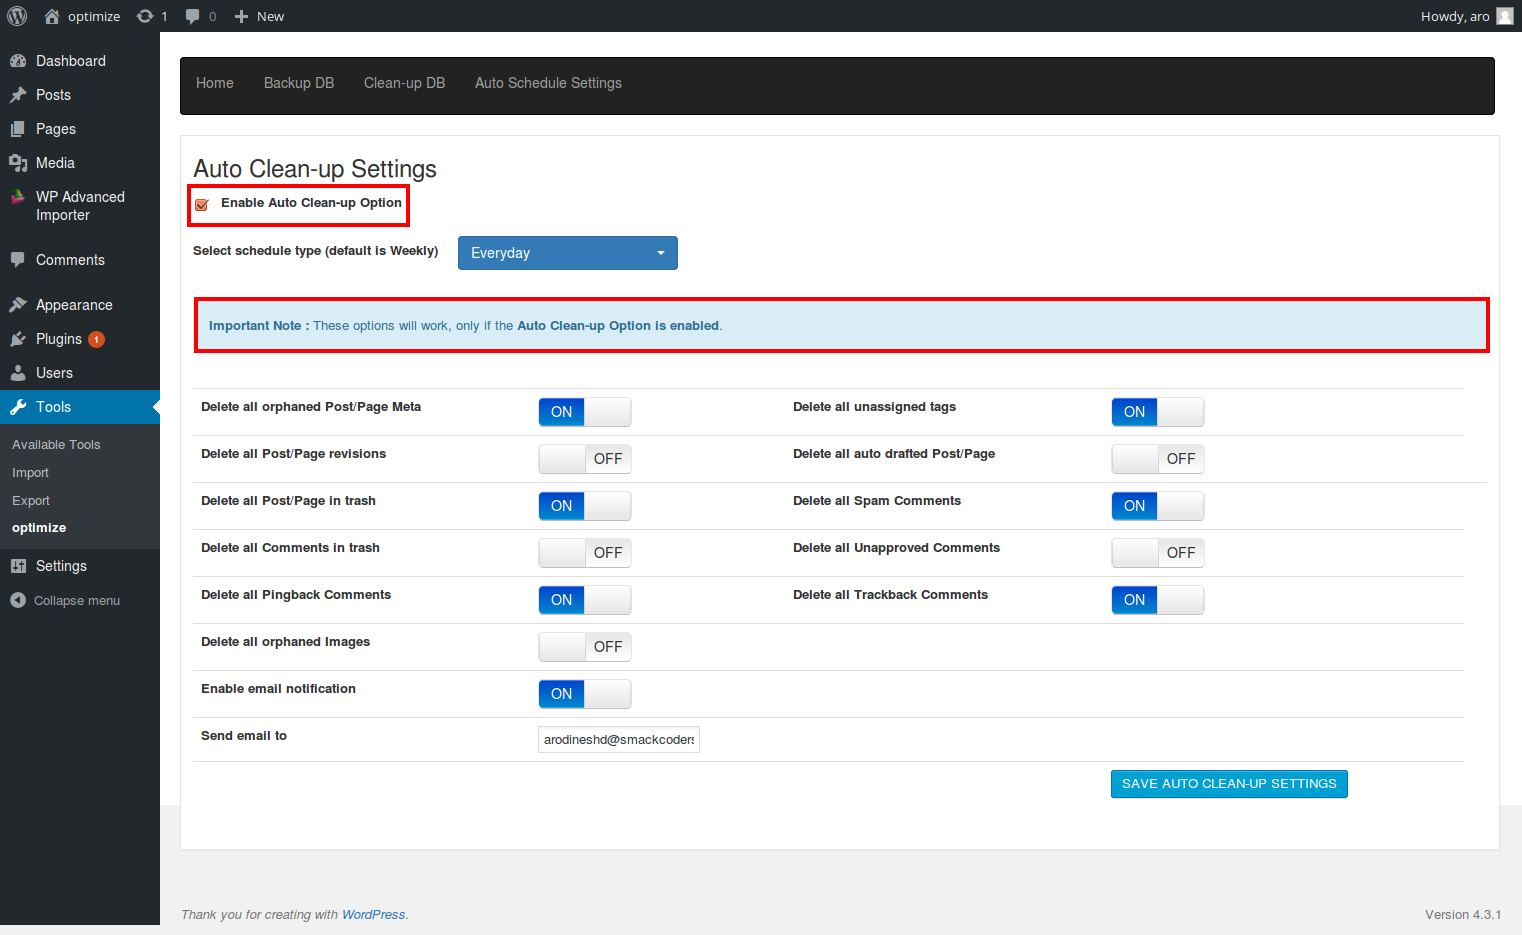 optimize 1 0 New Howdy, aro
Dashboard
Posts
Pages
Media
WP Advanced
Importer
Comments
Appearance
Plugins 1
Users
Tools
Available Tools
Import
Export
optimize
Settings
Collapse menu
Home Backup DB Clean-up DB Auto Schedule Settings
Auto Clean-up Settings
Enable Auto Clean-up Option
Select schedule type (default is Weekly) Everyday
Important Note : These options will work, only if the Auto Clean-up Option is enabled.
Delete all orphaned Post/Page Meta ON Delete all unassigned tags ON
Delete all Post/Page revisions OFF Delete all auto drafted Post/Page OFF
Delete all Post/Page in trash ON Delete all Spam Comments ON
Delete all Comments in trash OFF Delete all Unapproved Comments OFF
Delete all Pingback Comments ON Delete all Trackback Comments ON
Delete all orphaned Images OFF
Enable email notification ON
Send email to arodineshd@smackcoders
SAVE AUTO CLEAN-UP SETTINGS
Thank you for creating with WordPress. Version 4.3.1